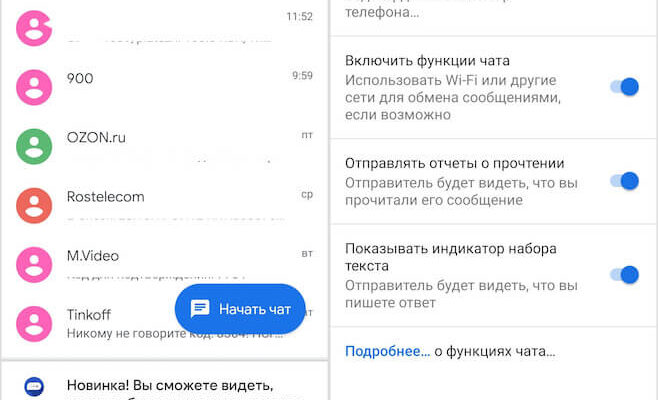 11:52
900
9:59
OZON.ru
пт
Rostelecom
ср
M.Video
вт
Tinkoff
Никому не говорите код:
Начать чат
Новинка! Вы сможете видеть,
телефона...
Включить функции чата
Использовать Wi-Fi или другие
сети для обмена сообщениями,
если возможно
Отправлять отчеты о прочтении
Отправитель будет видеть, что вы
прочитали его сообщение
Показывать индикатор набора
текста
Отправитель будет видеть, что вы
пишете ответ
Подробнее... о функциях чата...